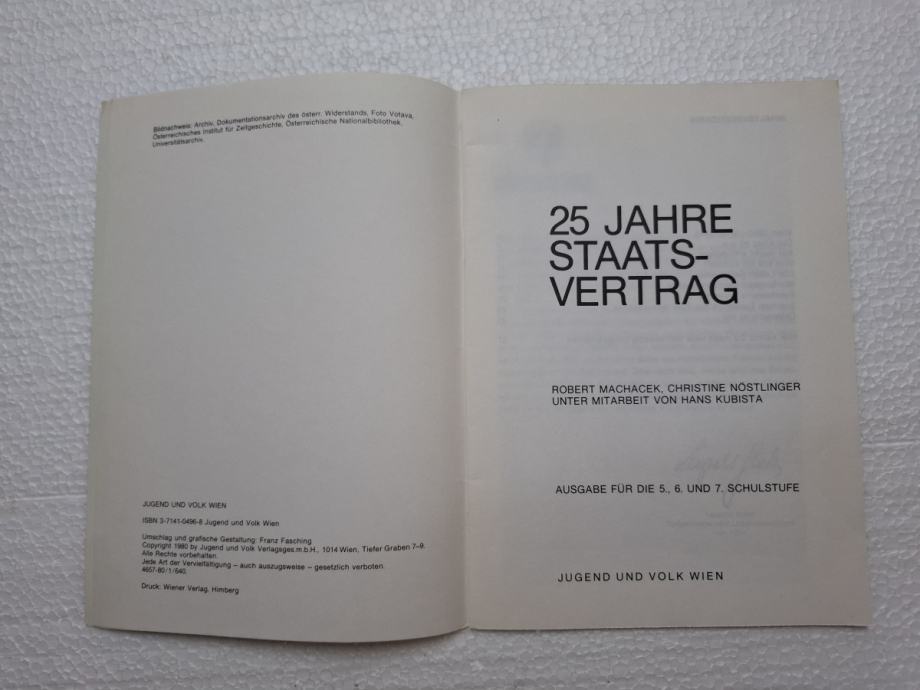 Bildnachweis: Archiv, Dokumentationsarchiv des österr. Widerstands, Foto Votava,
Österreichisches Institut für Zeitgeschichte, Österreichische Nationalbibliothek,
Universitätsarchiv.
JUGEND UND VOLK WIEN
ISBN 3-7141-0496-8 Jugend und Volk Wien
Umschlag und grafische Gestaltung: Franz Fasching
Copyright 1980 by Jugend und Volk Verlagsges.m.b.H., 1014 Wien, Tiefer Graben 7–9.
Alle Rechte vorbehalten.
Jede Art der Vervielfältigung – auch auszugsweise – gesetzlich verboten.
4657-80/1/640.
Druck: Wiener Verlag, Himberg
25 JAHRE
STAATS-
VERTRAG
ROBERT MACHACEK, CHRISTINE NÖSTLINGER
UNTER MITARBEIT VON HANS KUBISTA
AUSGABE FÜR DIE 5., 6. UND 7. SCHULSTUFE
JUGEND UND VOLK WIEN